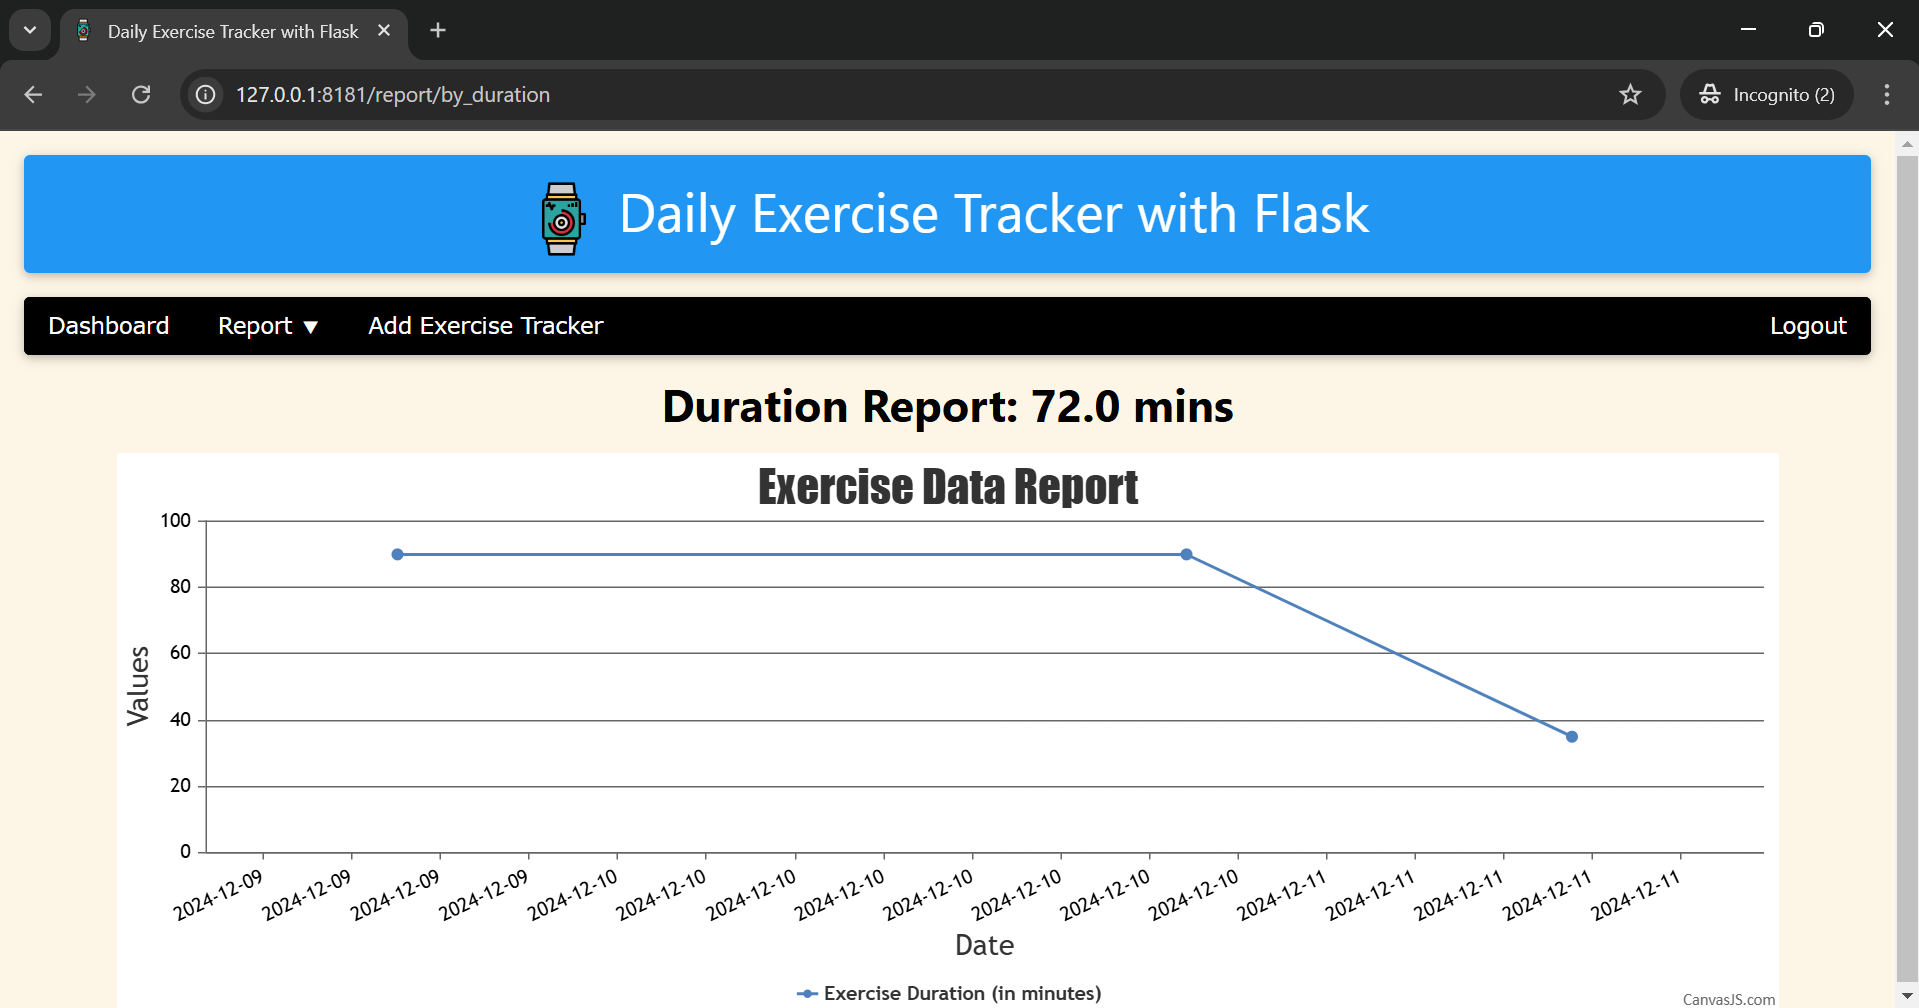 Daily Exercise Tracker with Flask
127.0.0.1:8181/report/by_duration
Incognito (2)
Daily Exercise Tracker with Flask
Dashboard Report ▼ Add Exercise Tracker Logout
Duration Report: 72.0 mins
Exercise Data Report
100
80
60
40
20
0
Values
2024-12-09 2024-12-09 2024-12-09 2024-12-09 2024-12-10 2024-12-10 2024-12-10 2024-12-10 2024-12-10 2024-12-10 2024-12-10 2024-12-10 2024-12-11 2024-12-11 2024-12-11 2024-12-11 2024-12-11
Date
Exercise Duration (in minutes)
CanvasJS.com